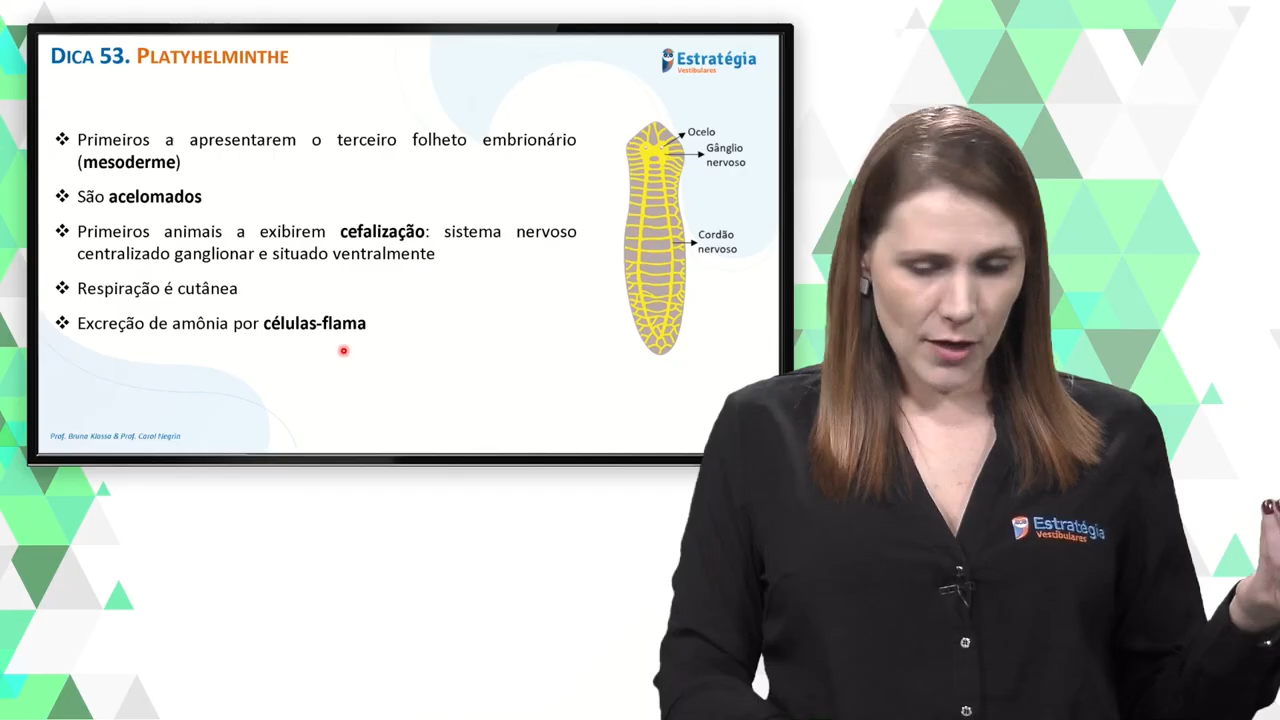 DICA 53. PLATYHELMINTHE
Estratégia
Vestibulares
❖ Primeiros a apresentarem o terceiro folheto embrionário
(mesoderme)
❖ São acelomados
❖ Primeiros animais a exibirem cefalização: sistema nervoso
centralizado ganglionar e situado ventralmente
❖ Respiração é cutânea
❖ Excreção de amônia por células-flama
Ocelo
Gânglio
nervoso
Cordão
nervoso
Prof. Bruna Klassa & Prof. Carol Negrin
Estratégia
Vestibulares